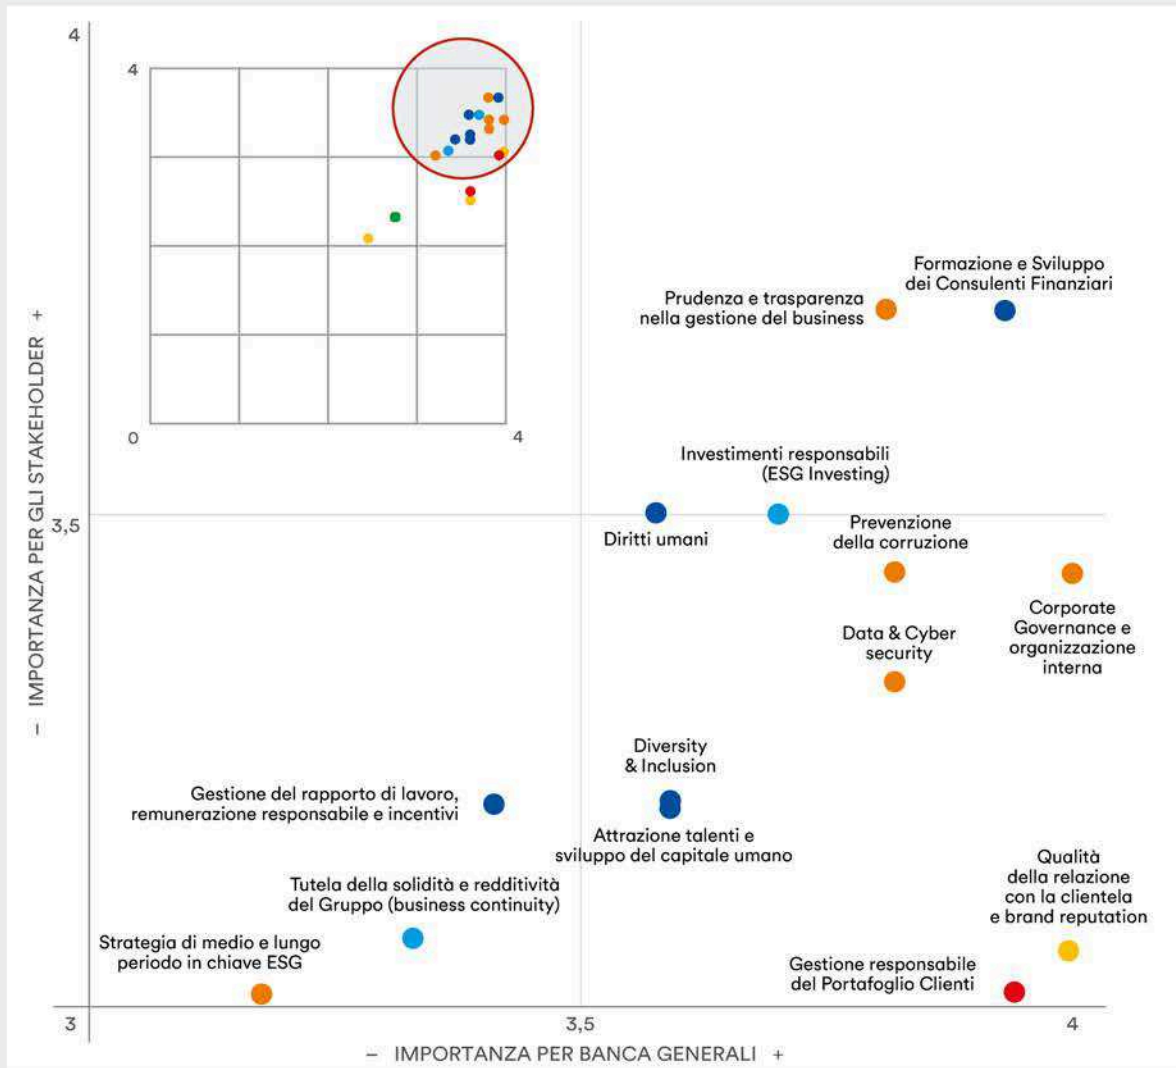 4
4
0
4
Formazione e Sviluppo
dei Consulenti Finanziari
Prudenza e trasparenza
nella gestione del business
Investimenti responsabili
(ESG Investing)
3,5
Diritti umani
Prevenzione
della corruzione
Corporate
Governance e
organizzazione
interna
Data & Cyber
security
Diversity
& Inclusion
Gestione del rapporto di lavoro,
remunerazione responsabile e incentivi
Attrazione talenti e
sviluppo del capitale umano
Qualità
della relazione
con la clientela
e brand reputation
Tutela della solidità e redditività
del Gruppo (business continuity)
Strategia di medio e lungo
periodo in chiave ESG
Gestione responsabile
del Portafoglio Clienti
3
3,5
4
– IMPORTANZA PER BANCA GENERALI +
– IMPORTANZA PER GLI STAKEHOLDER +